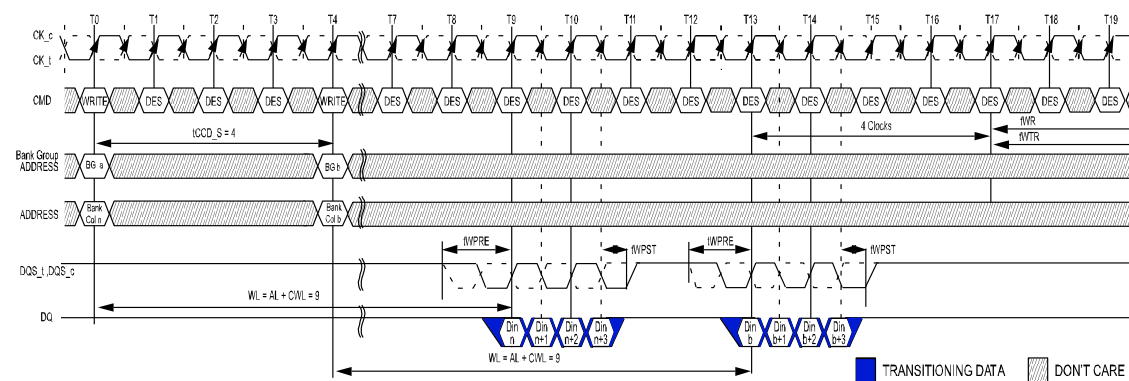 T0 T1 T2 T3 T4 T7 T8 T9 T10 T11 T12 T13 T14 T15 T16 T17 T18 T19
CK_c
CK_t
CMD WRITE DES DES DES WRITE DES DES DES DES DES DES DES DES DES DES DES DES DES
4 Clocks
tWR
tWTR
tCCD_S = 4
Bank Group
ADDRESS
BG a BG b
ADDRESS
Bank
Col n
Bank
Col b
tWPRE tWPST tWPRE tWPST
DQS_t,DQS_c
WL = AL + CWL = 9
DQ
Din
n
Din
n+1
Din
n+2
Din
n+3
Din
b
Din
b+1
Din
b+2
Din
b+3
WL = AL + CWL = 9
TRANSITIONING DATA DON'T CARE